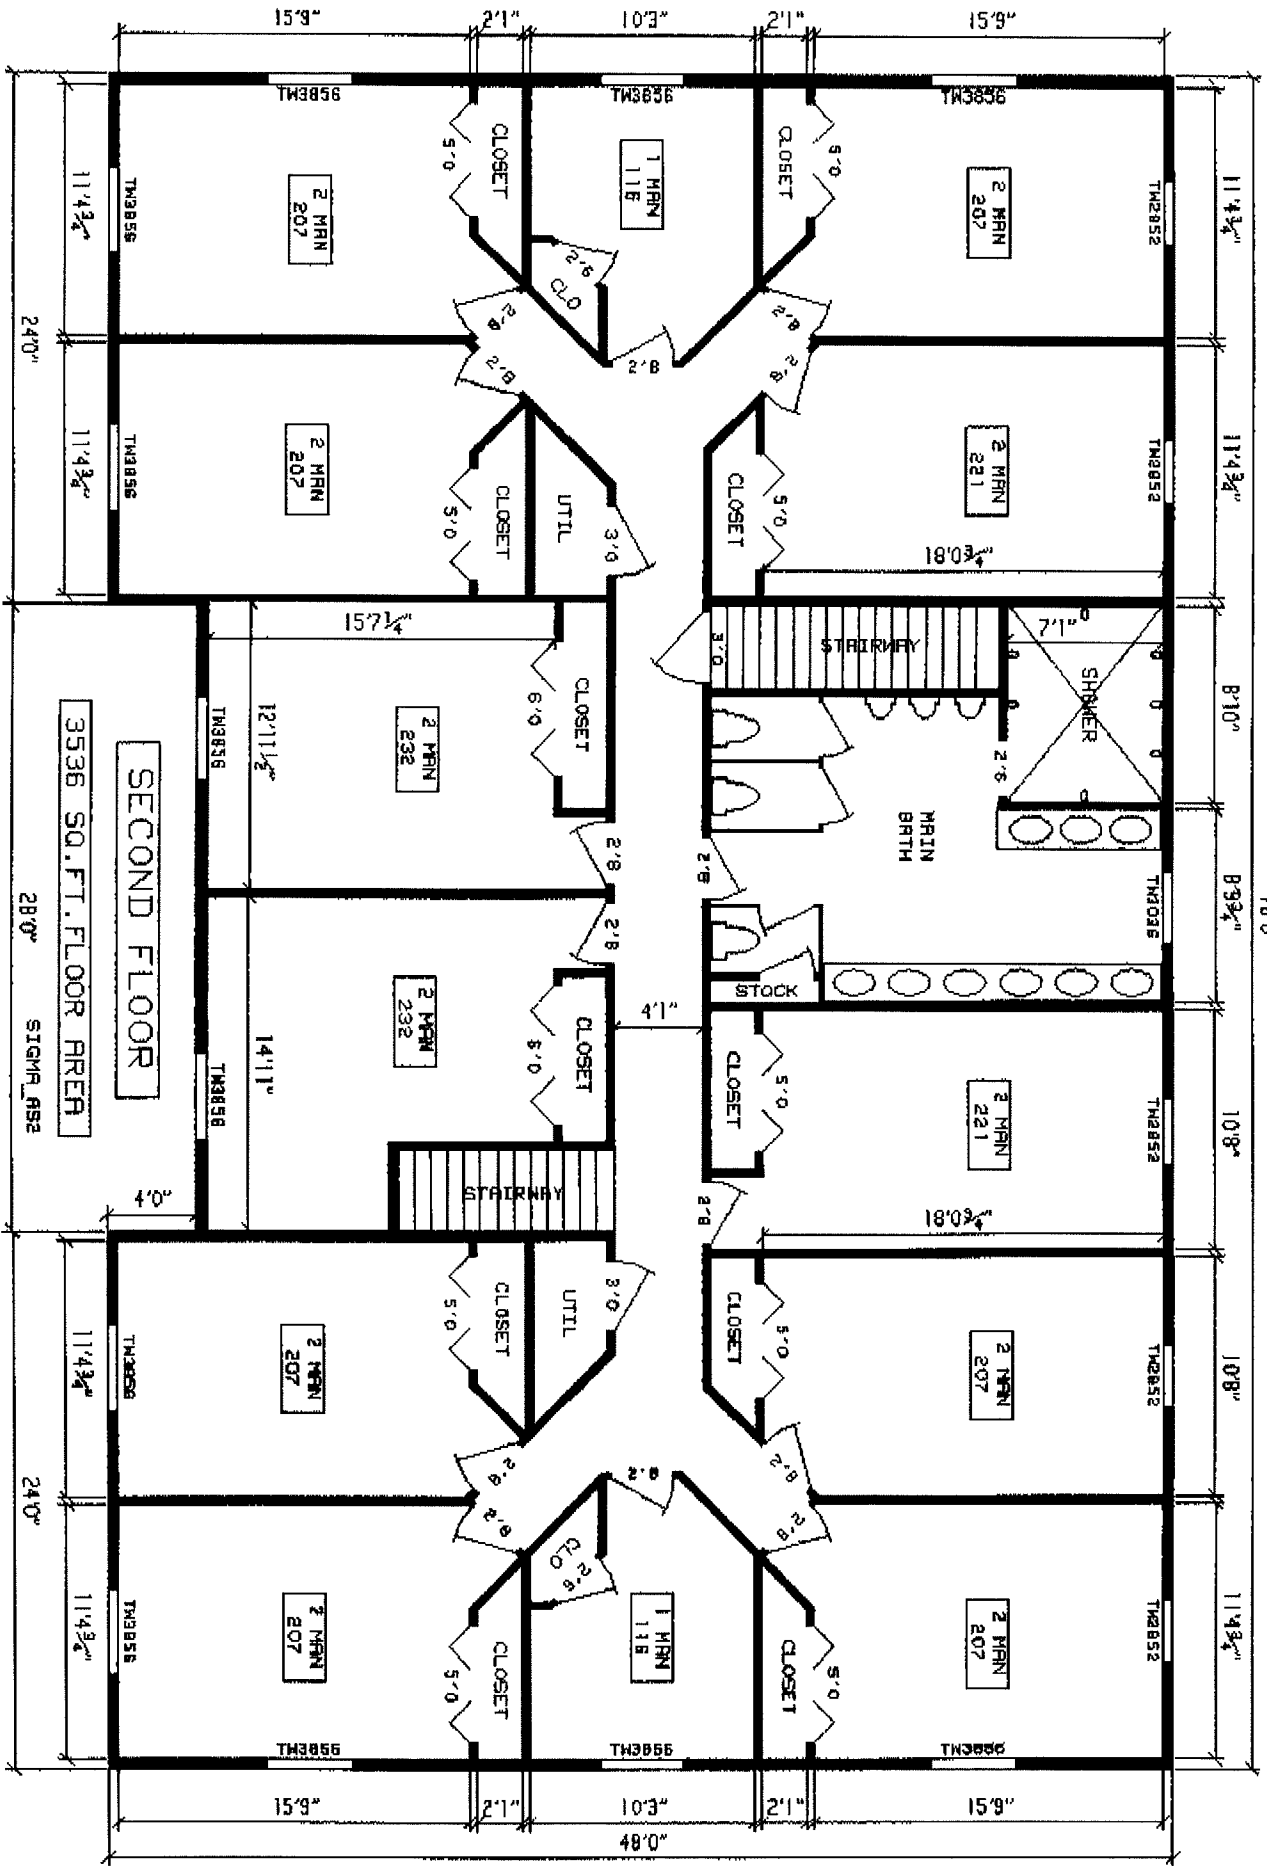 15'9"
2'1"
10'3"
2'1"
15'9"
TW3856
TW3856
TW3856
CLOSET
5'0
1 MAN
116
CLOSET
5'0
2 MAN
207
2 MAN
207
TW3856
TW2852
11'4¾"
11'4¾"
2'6
CLO
2'8
2'8
2'8
2'8
2'8
24'0"
2 MAN
207
2 MAN
221
TW3856
TW2852
11'4¾"
11'4¾"
CLOSET
5'0
UTIL
3'0
CLOSET
5'0
18'0¾"
15'7¼"
3'0
STAIRWAY
7'1"
SHOWER
8'10"
CLOSET
6'0
2 MAN
232
TW3856
12'11½"
2'6
MAIN
BATH
2'8
2'8
TW3036
8'9¾"
SECOND FLOOR
3536 SQ.FT.FLOOR AREA
SIGMA_AS2
28'0"
2'8
STOCK
4'1"
2 MAN
232
CLOSET
6'0
TW3856
14'11"
CLOSET
5'0
2 MAN
221
TW2852
10'8"
STAIRWAY
4'0"
2'8
18'0¾"
CLOSET
5'0
UTIL
3'0
CLOSET
5'0
2 MAN
207
2 MAN
207
TW3856
TW2852
11'4¾"
10'8"
2'8
2'8
2'8
2'8
2'8
24'0"
CLO
2'6
2 MAN
207
1 MAN
116
2 MAN
207
TW3856
TW2852
11'4¾"
11'4¾"
CLOSET
5'0
CLOSET
5'0
TW3856
TW3856
TW3856
15'9"
2'1"
10'3"
2'1"
15'9"
48'0"